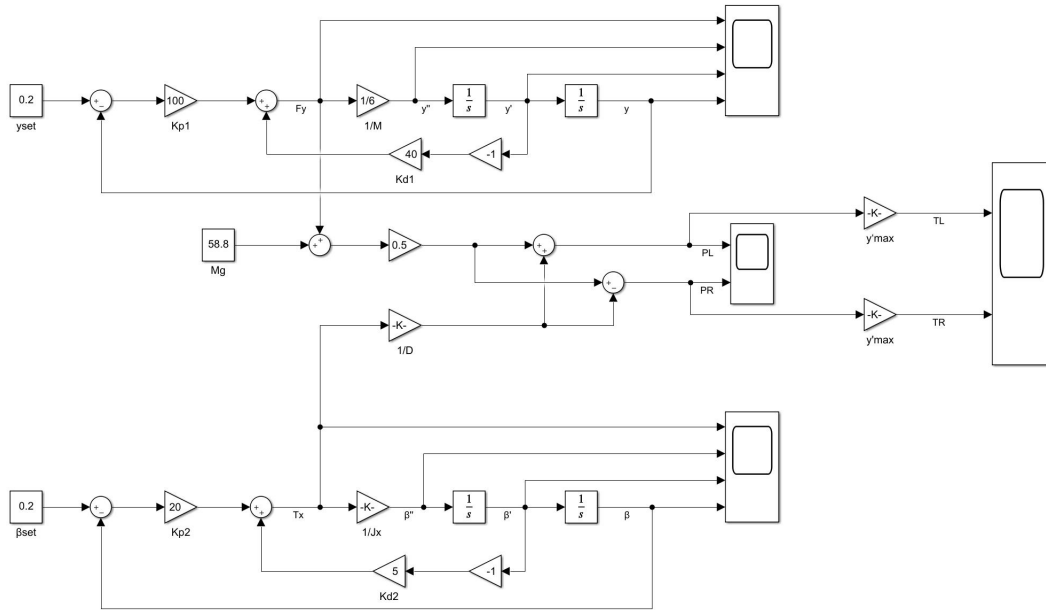 0.2
yset
+
−
100
Kp1
+
+
Fy
1/6
1/M
y''
1
s
y'
1
s
y
40
Kd1
-1
58.8
Mg
+
+
0.5
+
+
+
−
PL
PR
-K-
y'max
TL
-K-
y'max
TR
-K-
1/D
0.2
βset
+
−
20
Kp2
+
+
Tx
-K-
1/Jx
β''
1
s
β'
1
s
β
5
Kd2
-1